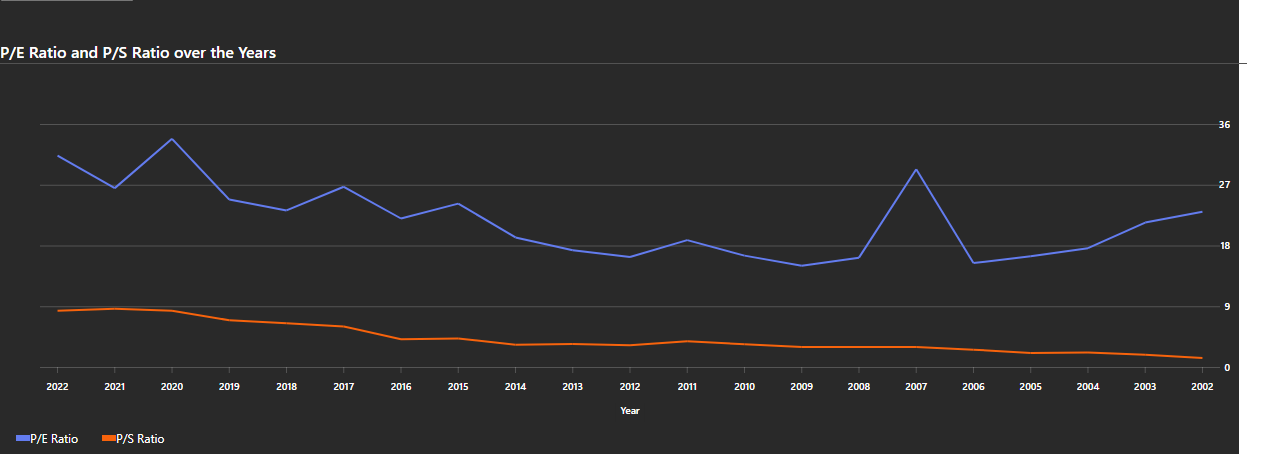 P/E Ratio and P/S Ratio over the Years
36
27
18
9
0
2022 2021 2020 2019 2018 2017 2016 2015 2014 2013 2012 2011 2010 2009 2008 2007 2006 2005 2004 2003 2002
Year
P/E Ratio P/S Ratio